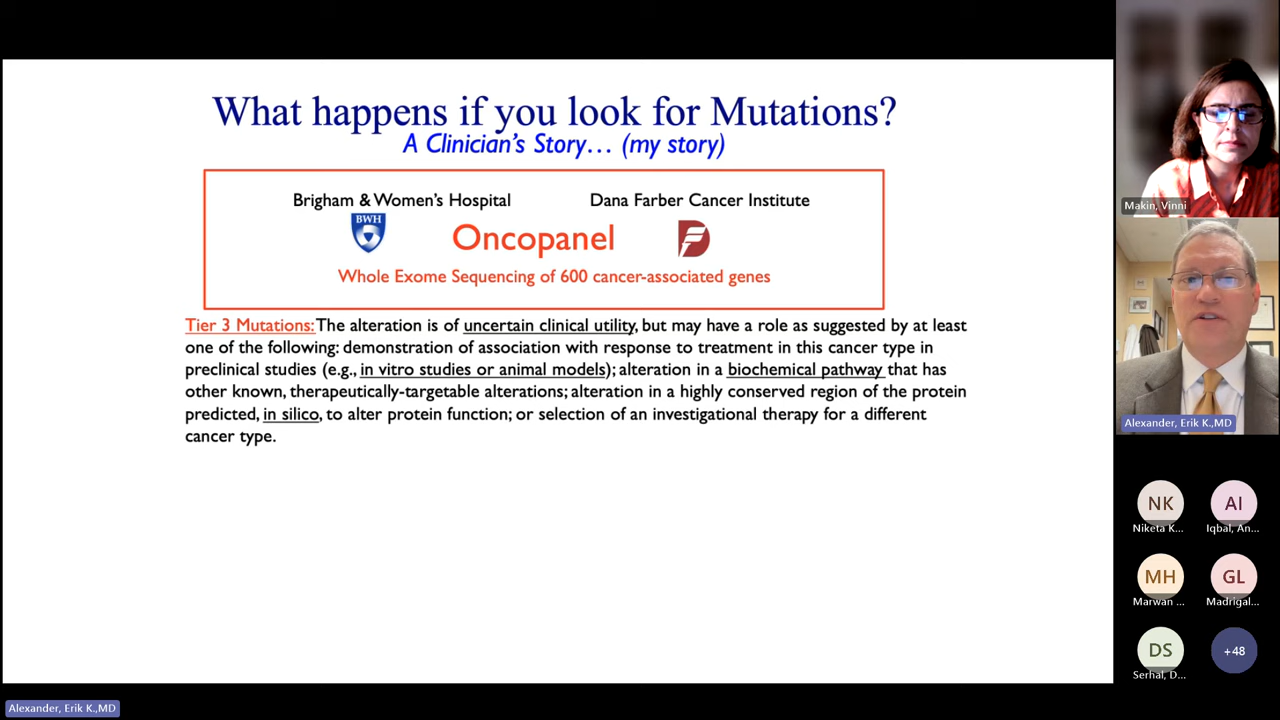 What happens if you look for Mutations?
A Clinician's Story… (my story)
Brigham & Women's Hospital
Dana Farber Cancer Institute
BWH
Oncopanel
Whole Exome Sequencing of 600 cancer-associated genes
Tier 3 Mutations: The alteration is of uncertain clinical utility, but may have a role as suggested by at least
one of the following: demonstration of association with response to treatment in this cancer type in
preclinical studies (e.g., in vitro studies or animal models); alteration in a biochemical pathway that has
other known, therapeutically-targetable alterations; alteration in a highly conserved region of the protein
predicted, in silico, to alter protein function; or selection of an investigational therapy for a different
cancer type.
Makin, Vinni
Alexander, Erik K.,MD
NK
AI
Niketa K...
Iqbal, An...
MH
GL
Marwan ...
Madrigal...
DS
+48
Serhal, D...
Alexander, Erik K.,MD